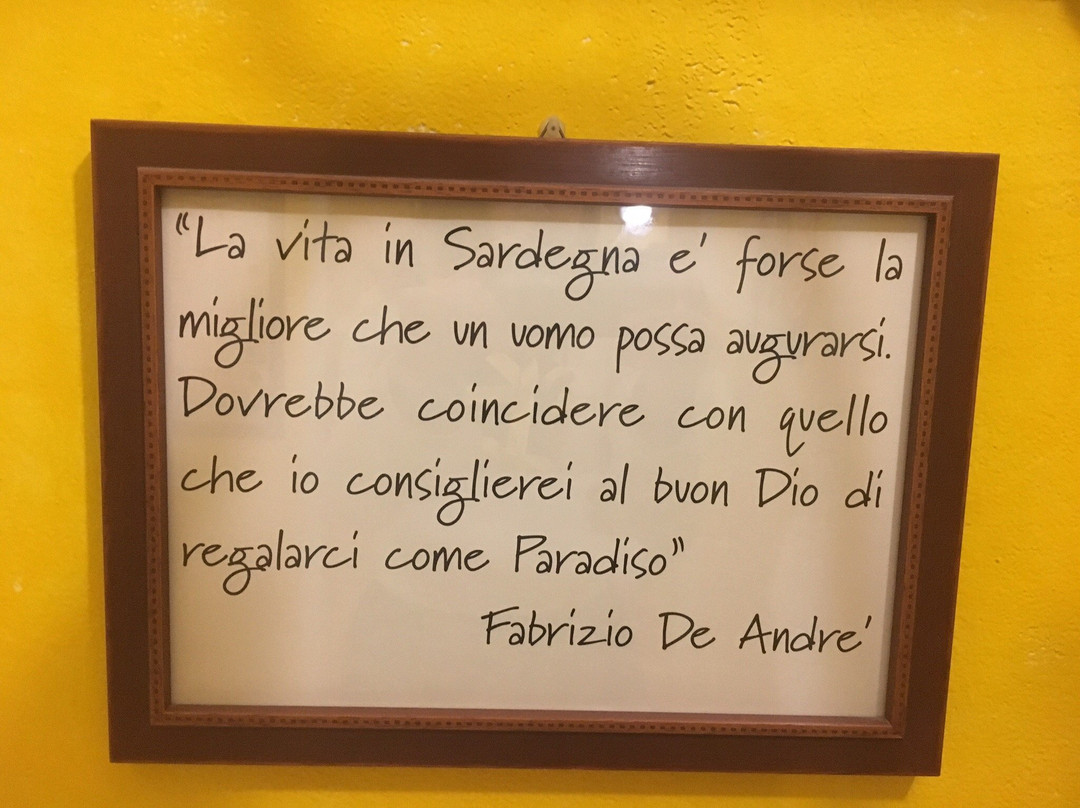 “La vita in Sardegna e' forse la
migliore che un uomo possa augurarsi.
Dovrebbe coincidere con quello
che io consiglierei al buon Dio di
regalarci come Paradiso”
Fabrizio De Andre'